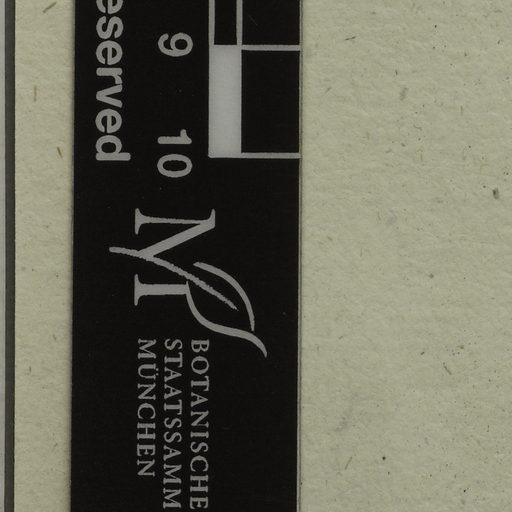 eserved
9 10
BOTANISCHE
STAATSSAMM
MÜNCHEN